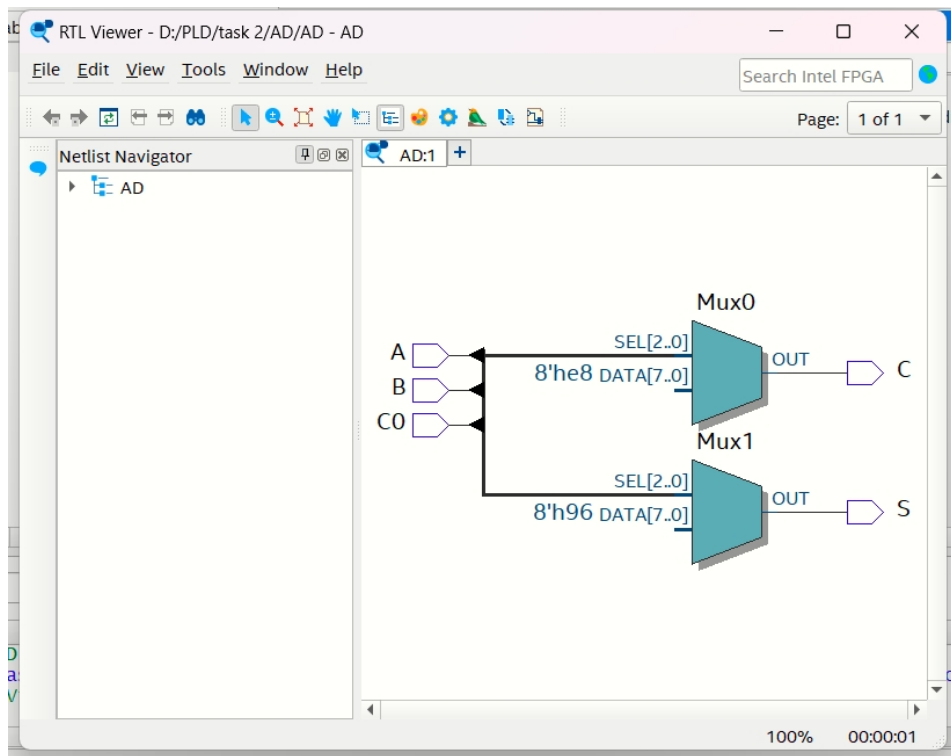 RTL Viewer - D:/PLD/task 2/AD/AD - AD
File Edit View Tools Window Help
Search Intel FPGA
Page: 1 of 1
Netlist Navigator
AD:1
AD
Mux0
A
SEL[2..0]
OUT
8'he8 DATA[7..0]
C
B
C0
Mux1
SEL[2..0]
OUT
8'h96 DATA[7..0]
S
100% 00:00:01